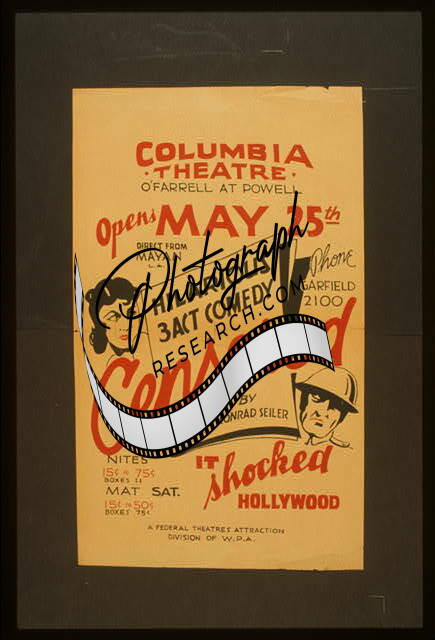 COLUMBIA
· THEATRE ·
O'FARRELL AT POWELL
Opens MAY 25th
DIRECT FROM
MAYAN
L.A.
Phone
GARFIELD
2100
3 ACT COMEDY
Photograph
RESEARCH.COM
Censored
BY
CONRAD SEILER
IT
shocked
HOLLYWOOD
NITES
15¢ to 75¢
BOXES $1
MAT. SAT.
15¢ to 50¢
BOXES 75¢
A FEDERAL THEATRES ATTRACTION
DIVISION OF W.P.A.